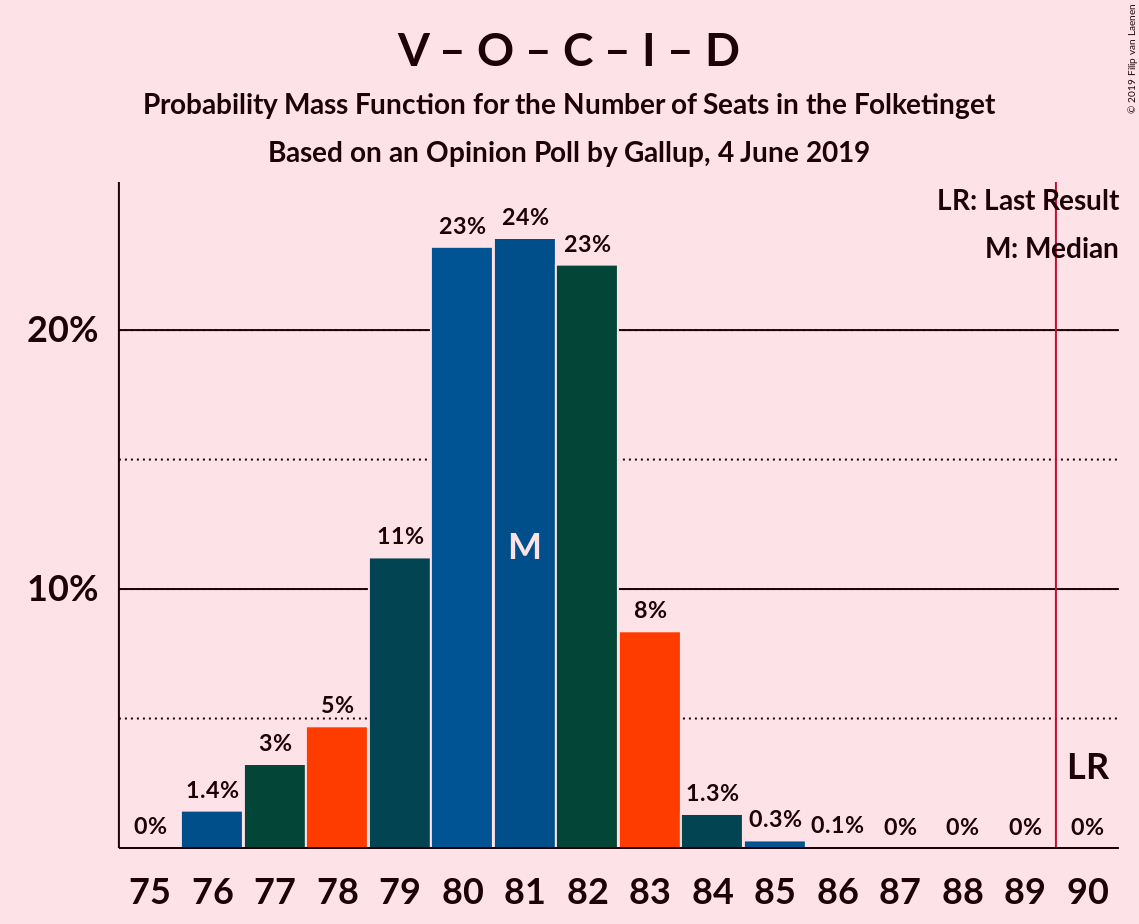 V – O – C – I – D
Probability Mass Function for the Number of Seats in the Folketinget
Based on an Opinion Poll by Gallup, 4 June 2019
© 2019 Filip van Laenen
LR: Last Result
M: Median
20%
10%
0% 1.4% 3% 5% 11% 23% 24% 23% 8% 1.3% 0.3% 0.1% 0% 0% 0% 0%
M
LR
75 76 77 78 79 80 81 82 83 84 85 86 87 88 89 90